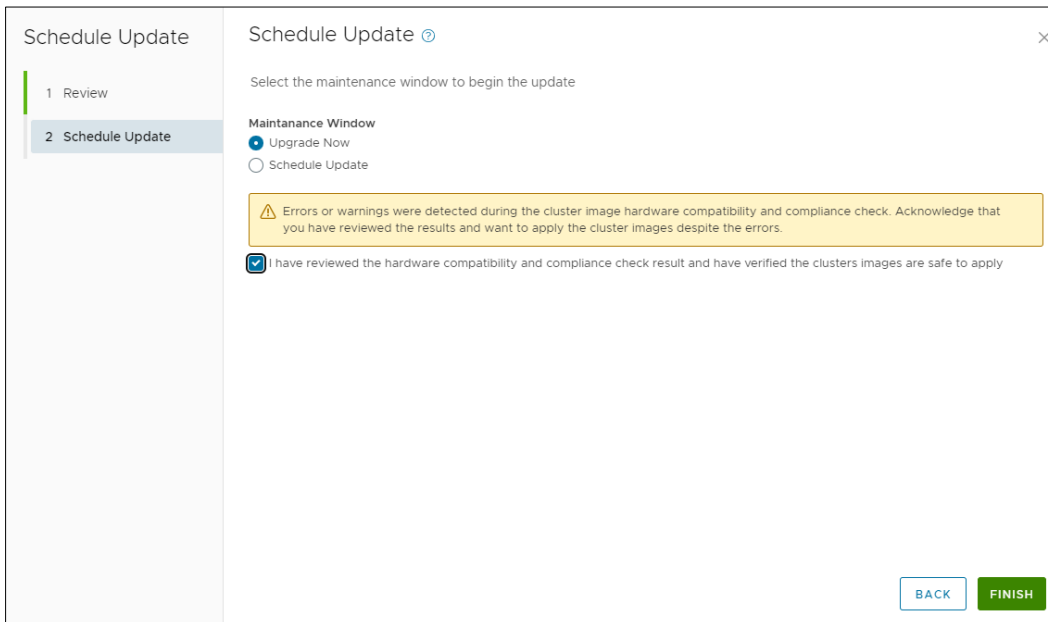 Schedule Update
1 Review
2 Schedule Update
Schedule Update
Select the maintenance window to begin the update
Maintanance Window
Upgrade Now
Schedule Update
Errors or warnings were detected during the cluster image hardware compatibility and compliance check. Acknowledge that
you have reviewed the results and want to apply the cluster images despite the errors.
I have reviewed the hardware compatibility and compliance check result and have verified the clusters images are safe to apply
BACK
FINISH